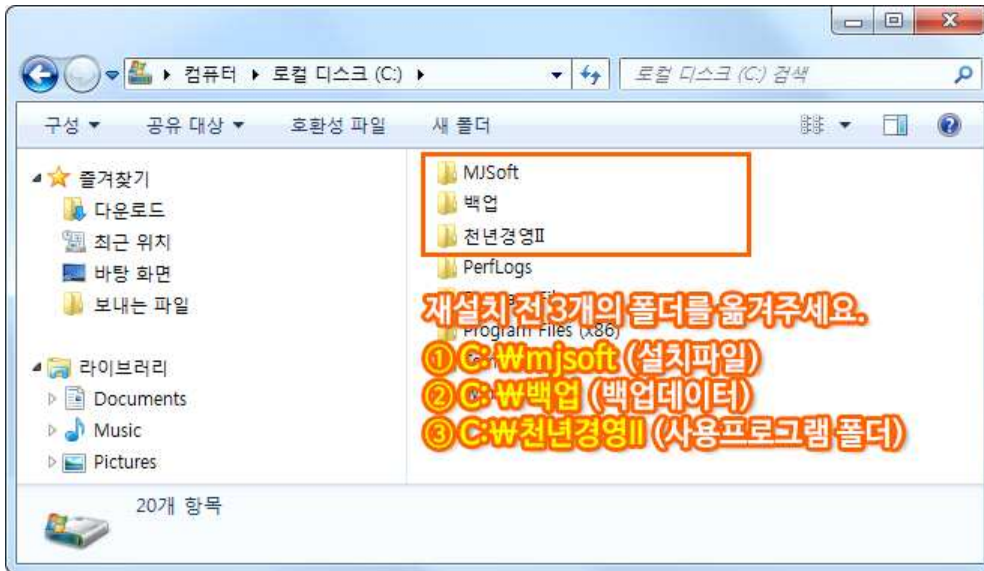 컴퓨터 ▸ 로컬 디스크 (C:) ▸
로컬 디스크 (C:) 검색
구성 공유 대상 호환성 파일 새 폴더
즐겨찾기
다운로드
최근 위치
바탕 화면
보내는 파일
라이브러리
Documents
Music
Pictures
MJSoft
백업
천년경영Ⅱ
PerfLogs
Program Files (x86)
재설치 전 3개의 폴더를 옮겨주세요.
① C:₩mjsoft (설치파일)
② C:₩백업 (백업데이터)
③ C:₩천년경영Ⅱ (사용프로그램 폴더)
20개 항목